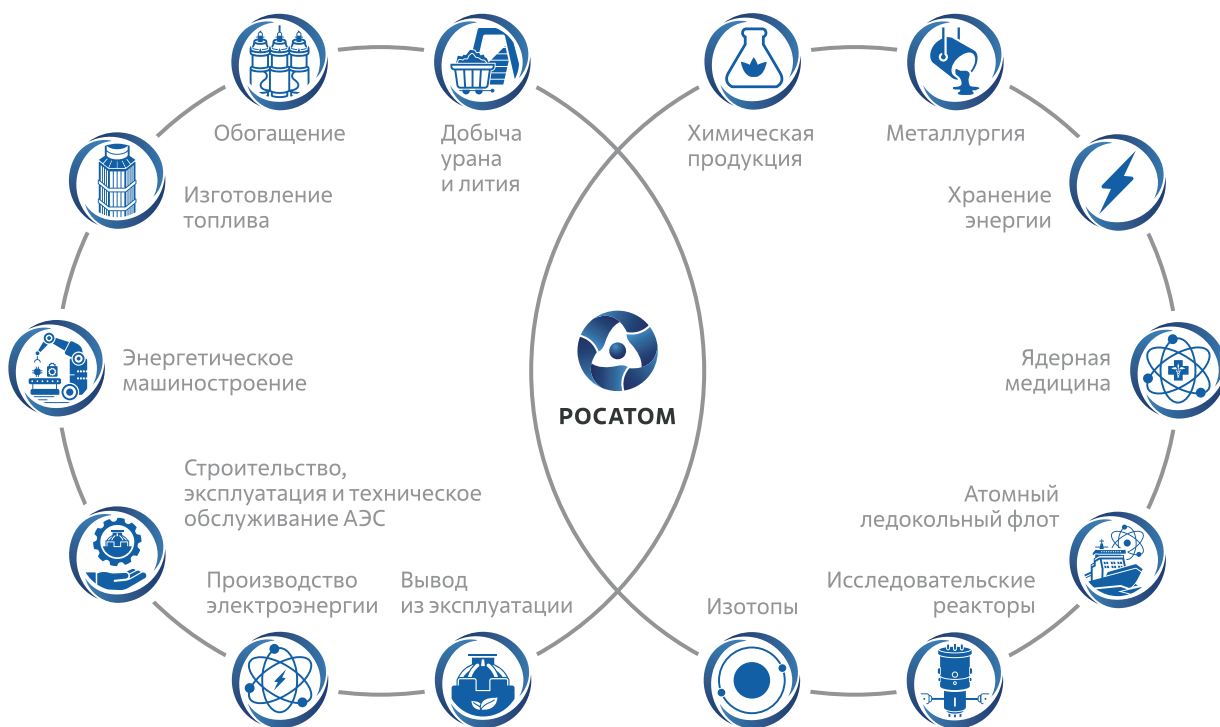 Обогащение
Добыча
урана
и лития
Химическая
продукция
Металлургия
Изготовление
топлива
Хранение
энергии
Энергетическое
машиностроение
РОСАТОМ
Ядерная
медицина
Строительство,
эксплуатация и техническое
обслуживание АЭС
Атомный
ледокольный флот
Производство
электроэнергии
Вывод
из эксплуатации
Изотопы
Исследовательские
реакторы